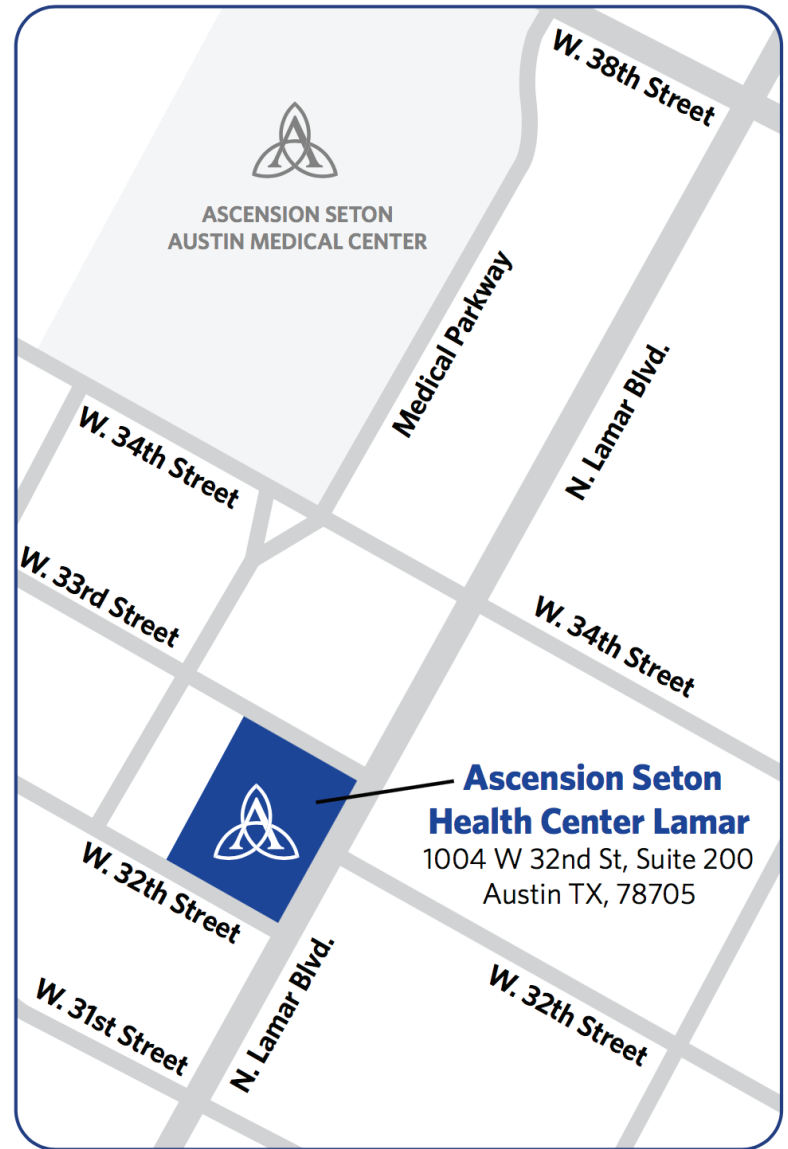 W. 38th Street
ASCENSION SETON
AUSTIN MEDICAL CENTER
Medical Parkway
N. Lamar Blvd.
W. 34th Street
W. 33rd Street
W. 34th Street
Ascension Seton
Health Center Lamar
1004 W 32nd St, Suite 200
Austin TX, 78705
W. 32th Street
N. Lamar Blvd.
W. 32th Street
W. 31st Street